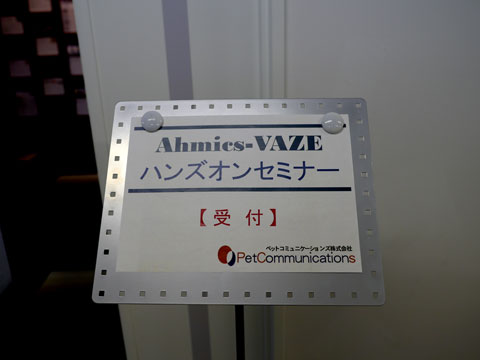 Ahmics-VAZE
ハンズオンセミナー
【受付】
ペットコミュニケーションズ株式会社
PetCommunications